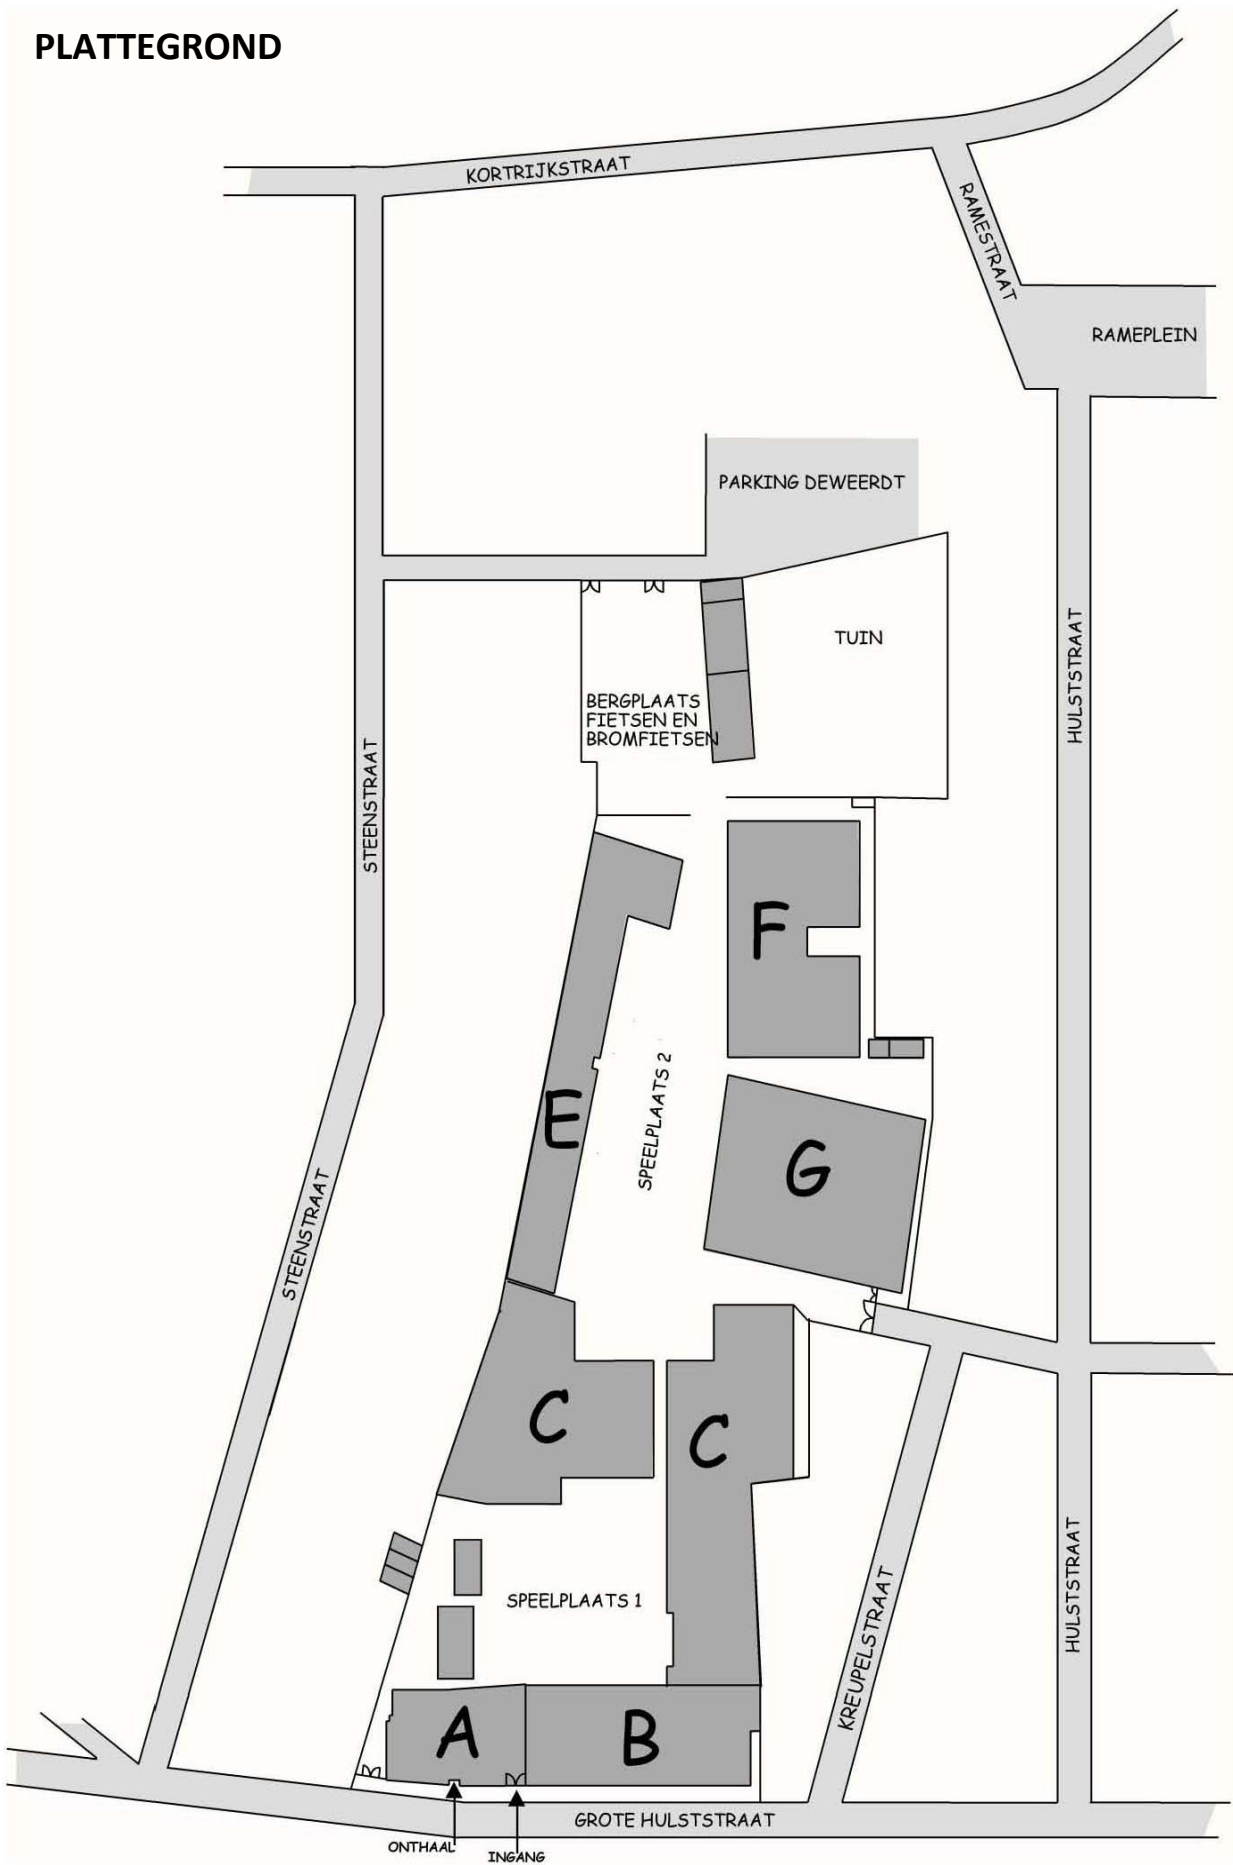 PLATTEGROND
KORTRIJKSTRAAT
RAMESTRAAT
RAMEPLEIN
PARKING DEWEERDT
TUIN
HULSTSTRAAT
BERGPLAATS
FIETSEN EN
BROMFIETSEN
STEENSTRAAT
F
E
SPEELPLAATS 2
G
STEENSTRAAT
C
C
SPEELPLAATS 1
HULSTSTRAAT
KREUPELSTRAAT
A
B
GROTE HULSTSTRAAT
ONTHAAL
INGANG